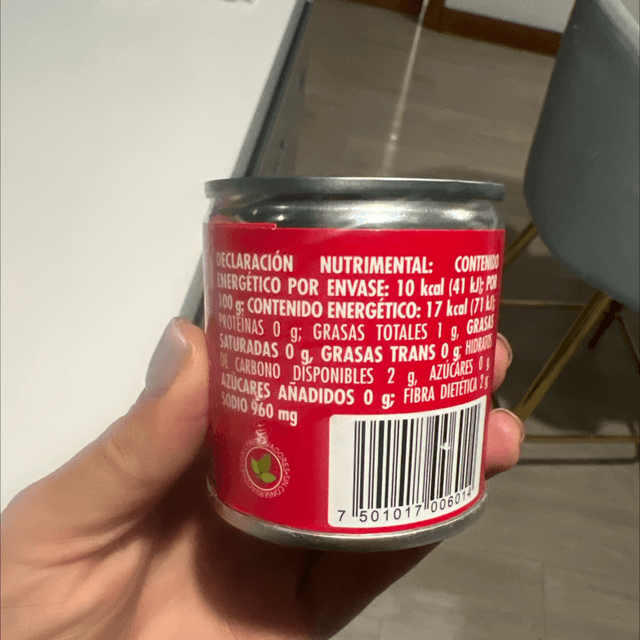 DECLARACIÓN NUTRIMENTAL: CONTENIDO
ENERGÉTICO POR ENVASE: 10 kcal (41 kJ); POR
100 g: CONTENIDO ENERGÉTICO: 17 kcal (71 kJ);
PROTEÍNAS 0 g; GRASAS TOTALES 1 g, GRASAS
SATURADAS 0 g, GRASAS TRANS 0 g; HIDRATOS
DE CARBONO DISPONIBLES 2 g, AZÚCARES 0 g
AZÚCARES AÑADIDOS 0 g; FIBRA DIETÉTICA 2 g
SODIO 960 mg
7 501017 006014